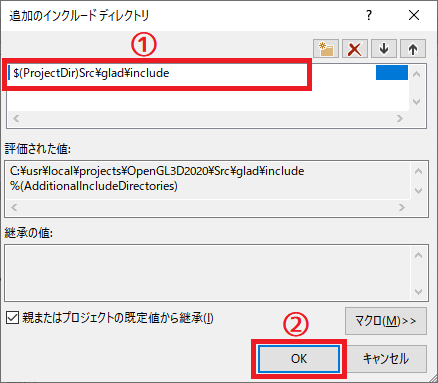 追加のインクルード ディレクトリ
①
$(ProjectDir)Src¥glad¥include
評価された値:
C:¥usr¥local¥projects¥OpenGL3D2020¥Src¥glad¥include
%(AdditionalIncludeDirectories)
継承の値:
親またはプロジェクトの既定値から継承(I)
マクロ(M)>>
②
OK
キャンセル